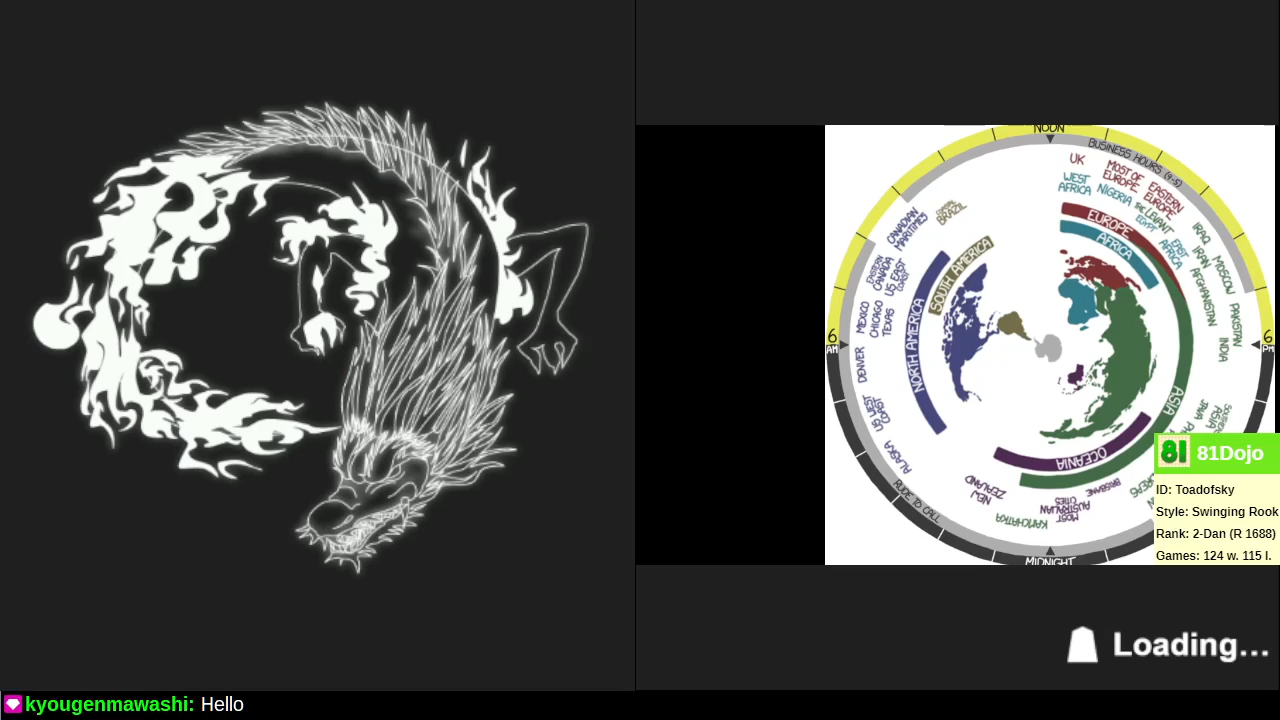 NOON
BUSINESS HOURS (9-5)
UK
MOST OF EUROPE
EASTERN EUROPE
WEST AFRICA
NIGERIA
THE LEVANT
EGYPT
EAST AFRICA
IRAQ
IRAN
MOSCOW
AFGHANISTAN
PAKISTAN
INDIA
EUROPE
AFRICA
ASIA
OCEANIA
SOUTH AMERICA
NORTH AMERICA
BRAZIL
CANADIAN MARITIMES
EASTERN CANADA
US EAST COAST
MEXICO
CHICAGO
TEXAS
DENVER
US WEST COAST
ALASKA
RUDE TO CALL
NEW ZEALAND
KAMCHATKA
MOST AUSTRALIAN CITIES
BRISBANE
JAVA
ASIA
6
AM
6
PM
MIDNIGHT
81 81Dojo
ID: Toadofsky
Style: Swinging Rook
Rank: 2-Dan (R 1688)
Games: 124 w. 115 l.
Loading...
kyougenmawashi: Hello